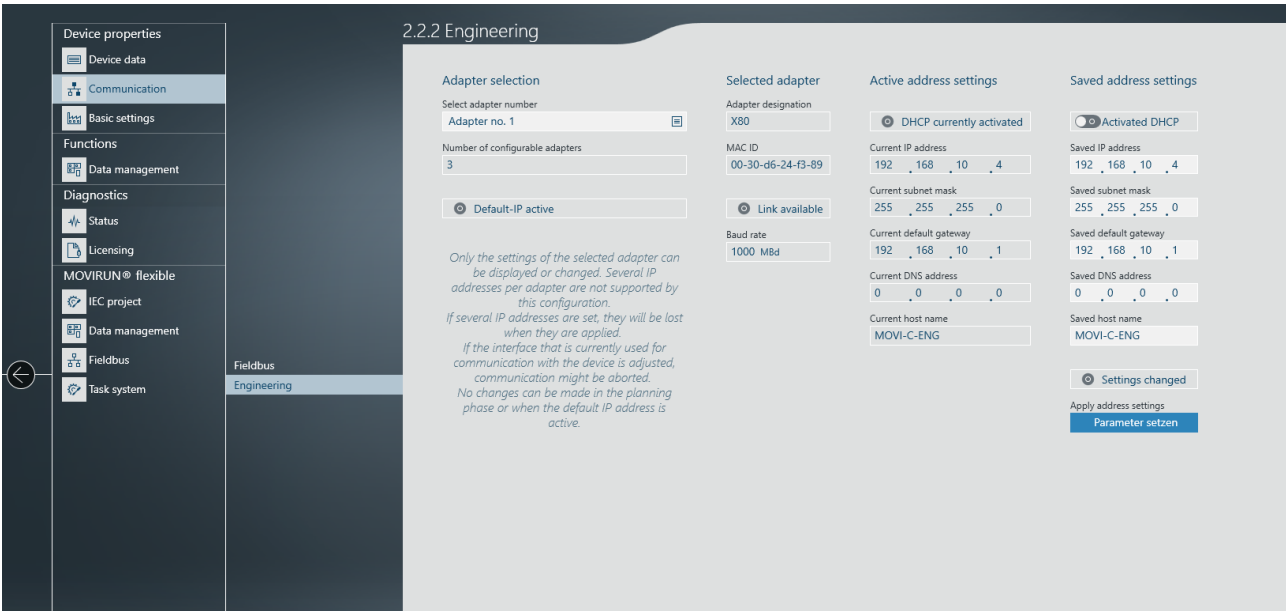 2.2.2 Engineering
Device properties
Device data
Communication
Basic settings
Functions
Data management
Diagnostics
Status
Licensing
MOVIRUN® flexible
IEC project
Data management
Fieldbus
Task system
Fieldbus
Engineering
Adapter selection
Select adapter number
Adapter no. 1
Number of configurable adapters
3
Default-IP active
Only the settings of the selected adapter can
be displayed or changed. Several IP
addresses per adapter are not supported by
this configuration.
If several IP addresses are set, they will be lost
when they are applied.
If the interface that is currently used for
communication with the device is adjusted,
communication might be aborted.
No changes can be made in the planning
phase or when the default IP address is
active.
Selected adapter
Adapter designation
X80
MAC ID
00-30-d6-24-f3-89
Link available
Baud rate
1000 MBd
Active address settings
DHCP currently activated
Current IP address
192 . 168 . 10 . 4
Current subnet mask
255 . 255 . 255 . 0
Current default gateway
192 . 168 . 10 . 1
Current DNS address
0 . 0 . 0 . 0
Current host name
MOVI-C-ENG
Saved address settings
Activated DHCP
Saved IP address
192 . 168 . 10 . 4
Saved subnet mask
255 . 255 . 255 . 0
Saved default gateway
192 . 168 . 10 . 1
Saved DNS address
0 . 0 . 0 . 0
Saved host name
MOVI-C-ENG
Settings changed
Apply address settings
Parameter setzen